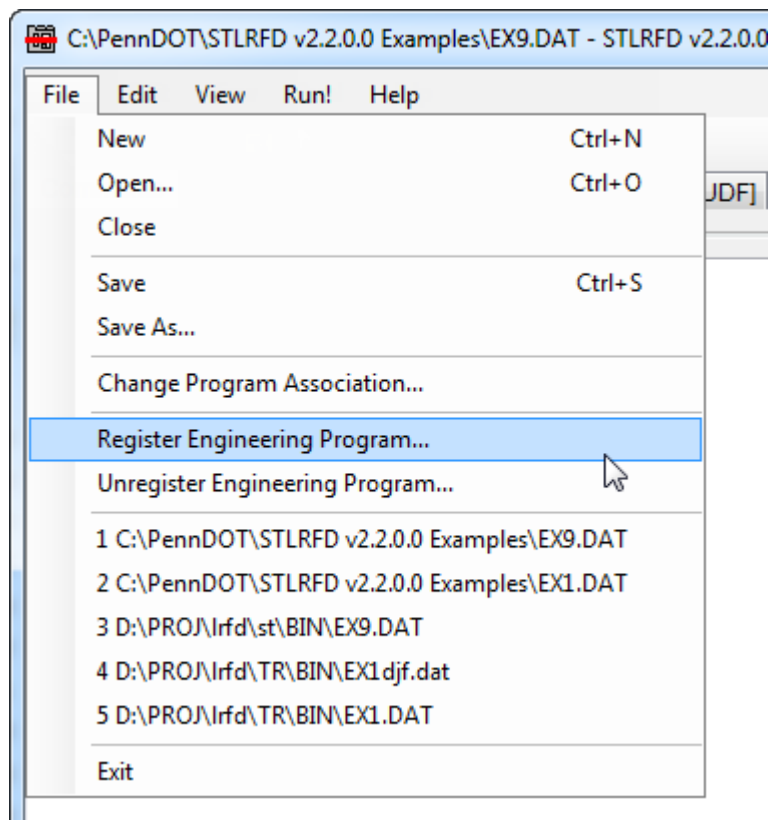 C:\PennDOT\STLRFD v2.2.0.0 Examples\EX9.DAT - STLRFD v2.2.0.0
File Edit View Run! Help
New Ctrl+N
Open... Ctrl+O
UDF]
Close
Save Ctrl+S
Save As...
Change Program Association...
Register Engineering Program...
Unregister Engineering Program...
1 C:\PennDOT\STLRFD v2.2.0.0 Examples\EX9.DAT
2 C:\PennDOT\STLRFD v2.2.0.0 Examples\EX1.DAT
3 D:\PROJ\lrfd\st\BIN\EX9.DAT
4 D:\PROJ\lrfd\TR\BIN\EX1djf.dat
5 D:\PROJ\lrfd\TR\BIN\EX1.DAT
Exit